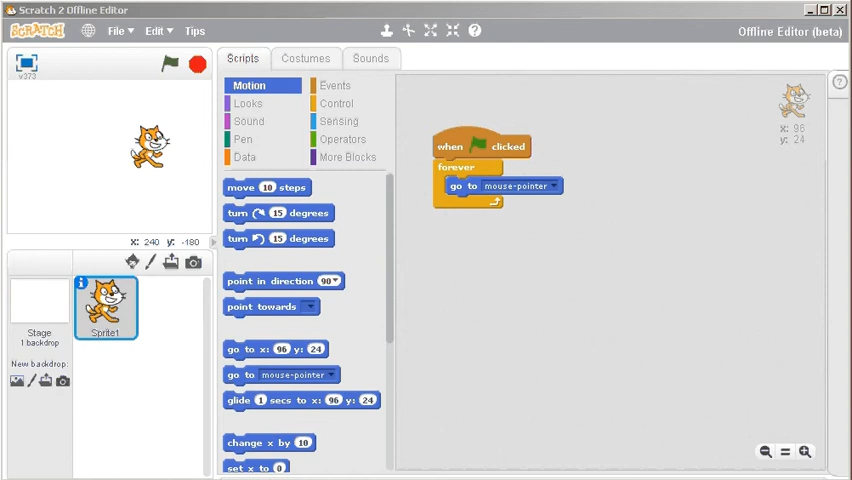 Scratch 2 Offline Editor
SCRATCH File Edit Tips Offline Editor (beta)
v373
Scripts Costumes Sounds
Motion Events
Looks Control
Sound Sensing
Pen Operators
Data More Blocks
move 10 steps
turn 15 degrees
turn 15 degrees
point in direction 90
point towards
go to x: 96 y: 24
go to mouse-pointer
glide 1 secs to x: 96 y: 24
change x by 10
set x to 0
x: 240 y: -180
Sprite1
Stage
1 backdrop
New backdrop:
when clicked
forever
go to mouse-pointer
x: 96
y: 24